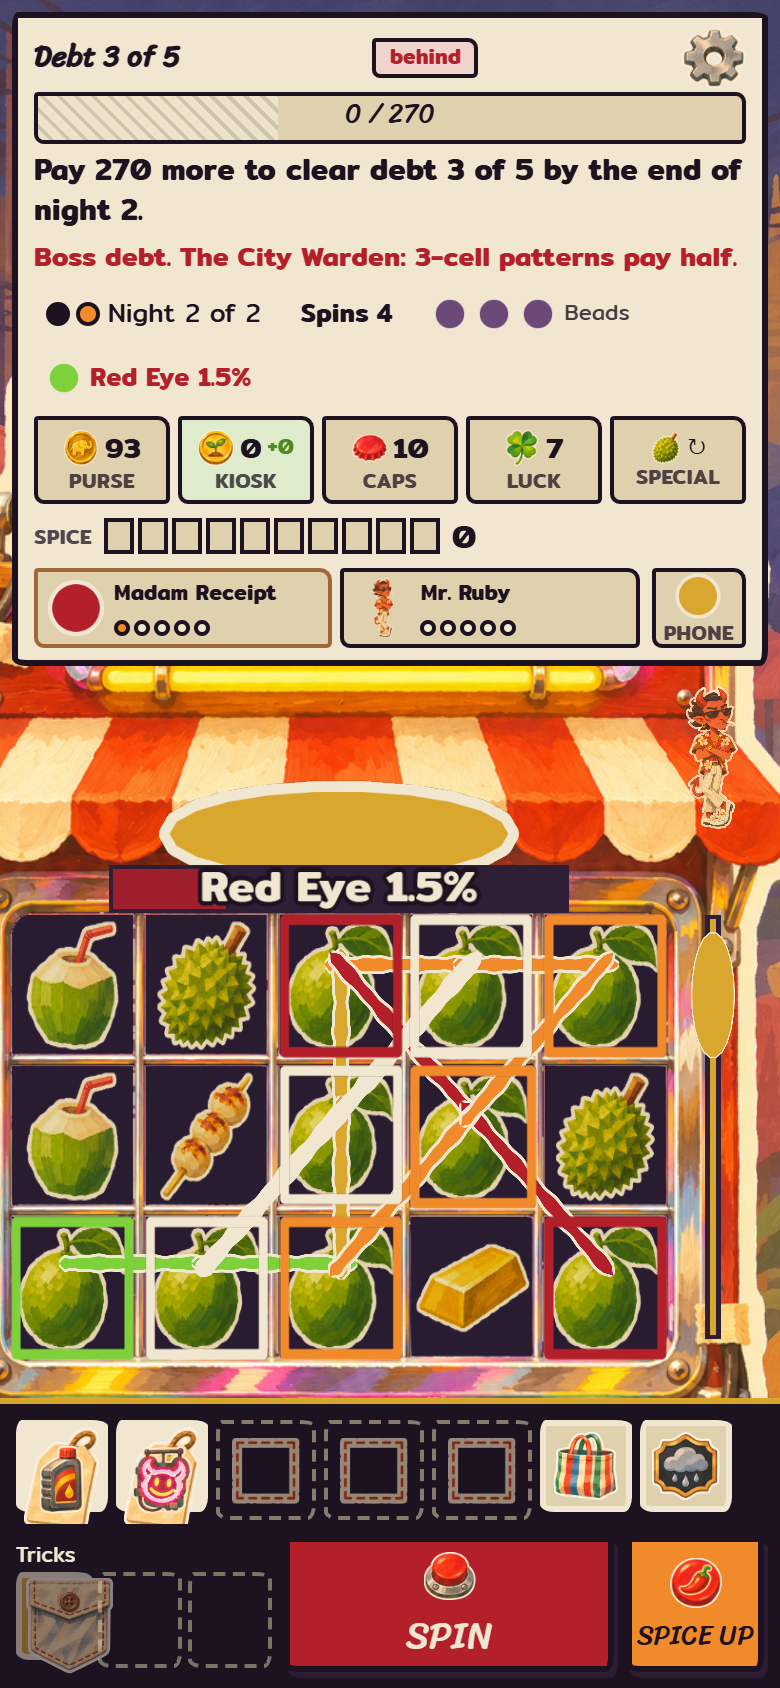 Debt 3 of 5
behind
0 / 270
Pay 270 more to clear debt 3 of 5 by the end of
night 2.
Boss debt. The City Warden: 3-cell patterns pay half.
Night 2 of 2
Spins 4
Beads
Red Eye 1.5%
93
PURSE
0 +0
KIOSK
10
CAPS
7
LUCK
↻
SPECIAL
SPICE
0
Madam Receipt
Mr. Ruby
PHONE
Red Eye 1.5%
Tricks
SPIN
SPICE UP